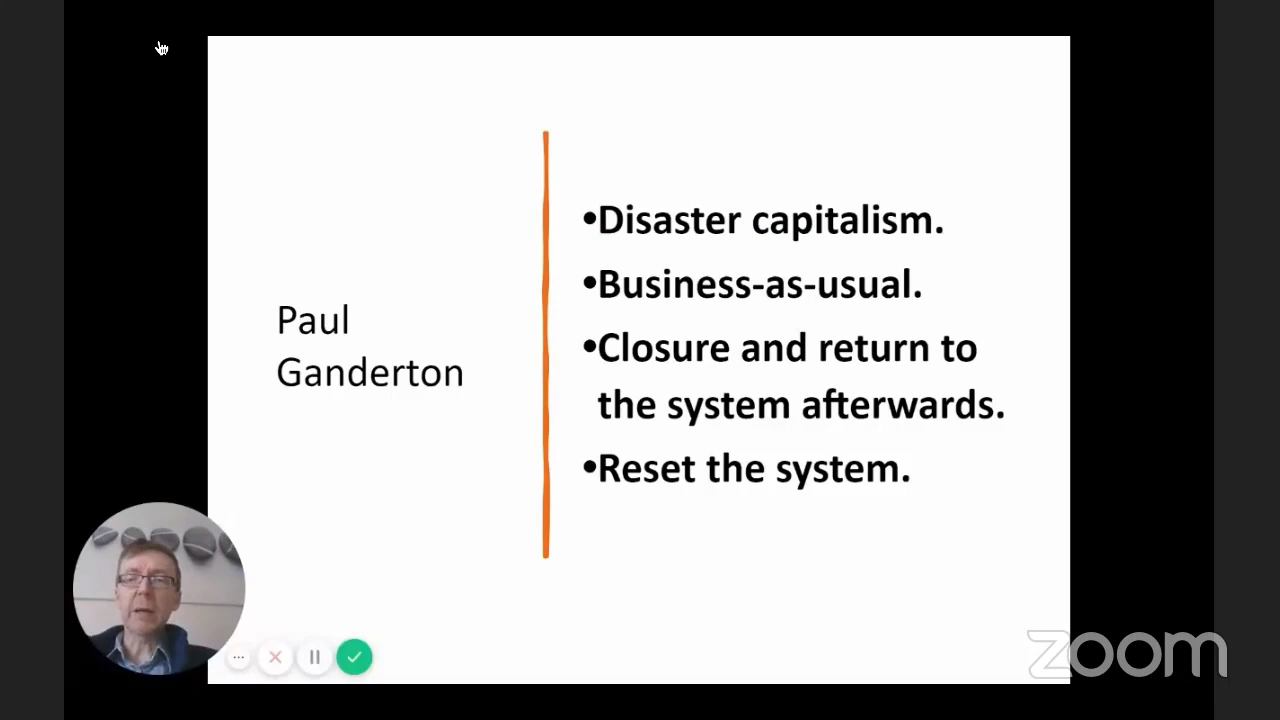 Paul
Ganderton
•Disaster capitalism.
•Business-as-usual.
•Closure and return to
the system afterwards.
•Reset the system.
zoom